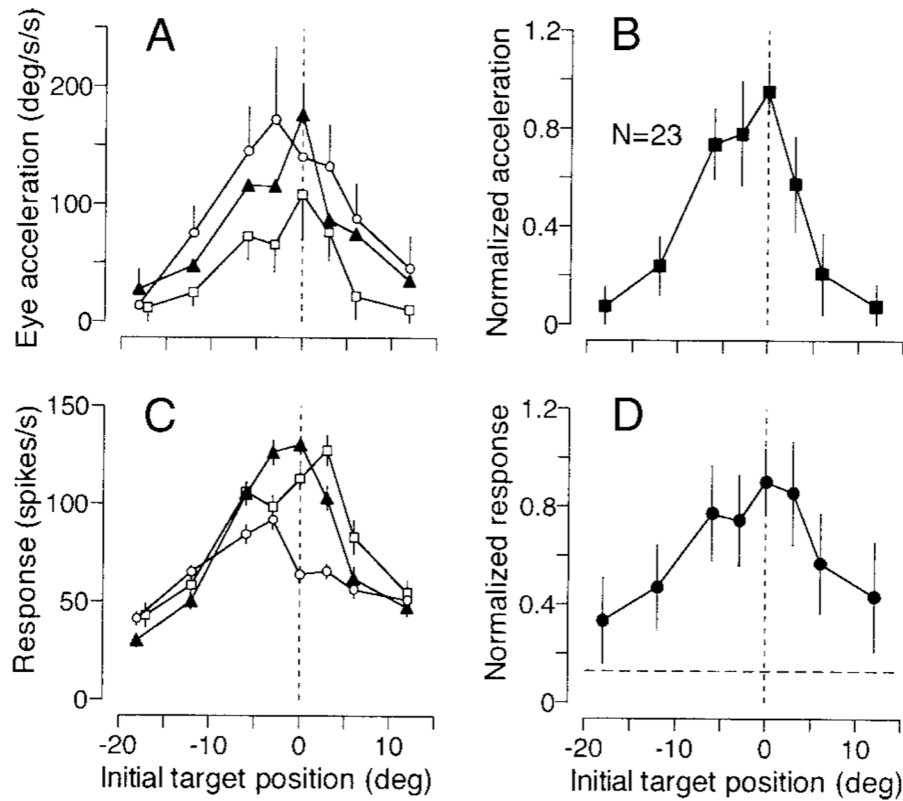 A
Eye acceleration (deg/s/s)
200
100
0
B
Normalized acceleration
1.2
0.8
0.4
0
N=23
C
Response (spikes/s)
150
100
50
0
-20 -10 0 10
Initial target position (deg)
D
Normalized response
1.2
0.8
0.4
0
-20 -10 0 10
Initial target position (deg)